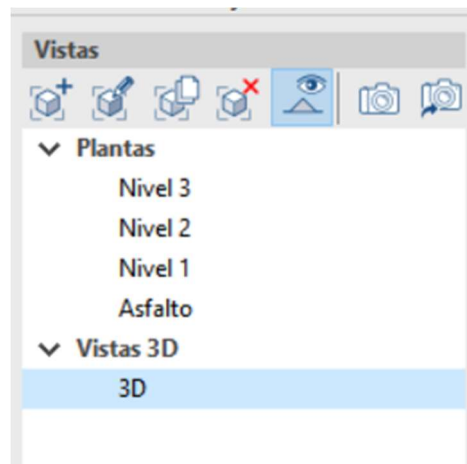 Vistas
Plantas
Nivel 3
Nivel 2
Nivel 1
Asfalto
Vistas 3D
3D